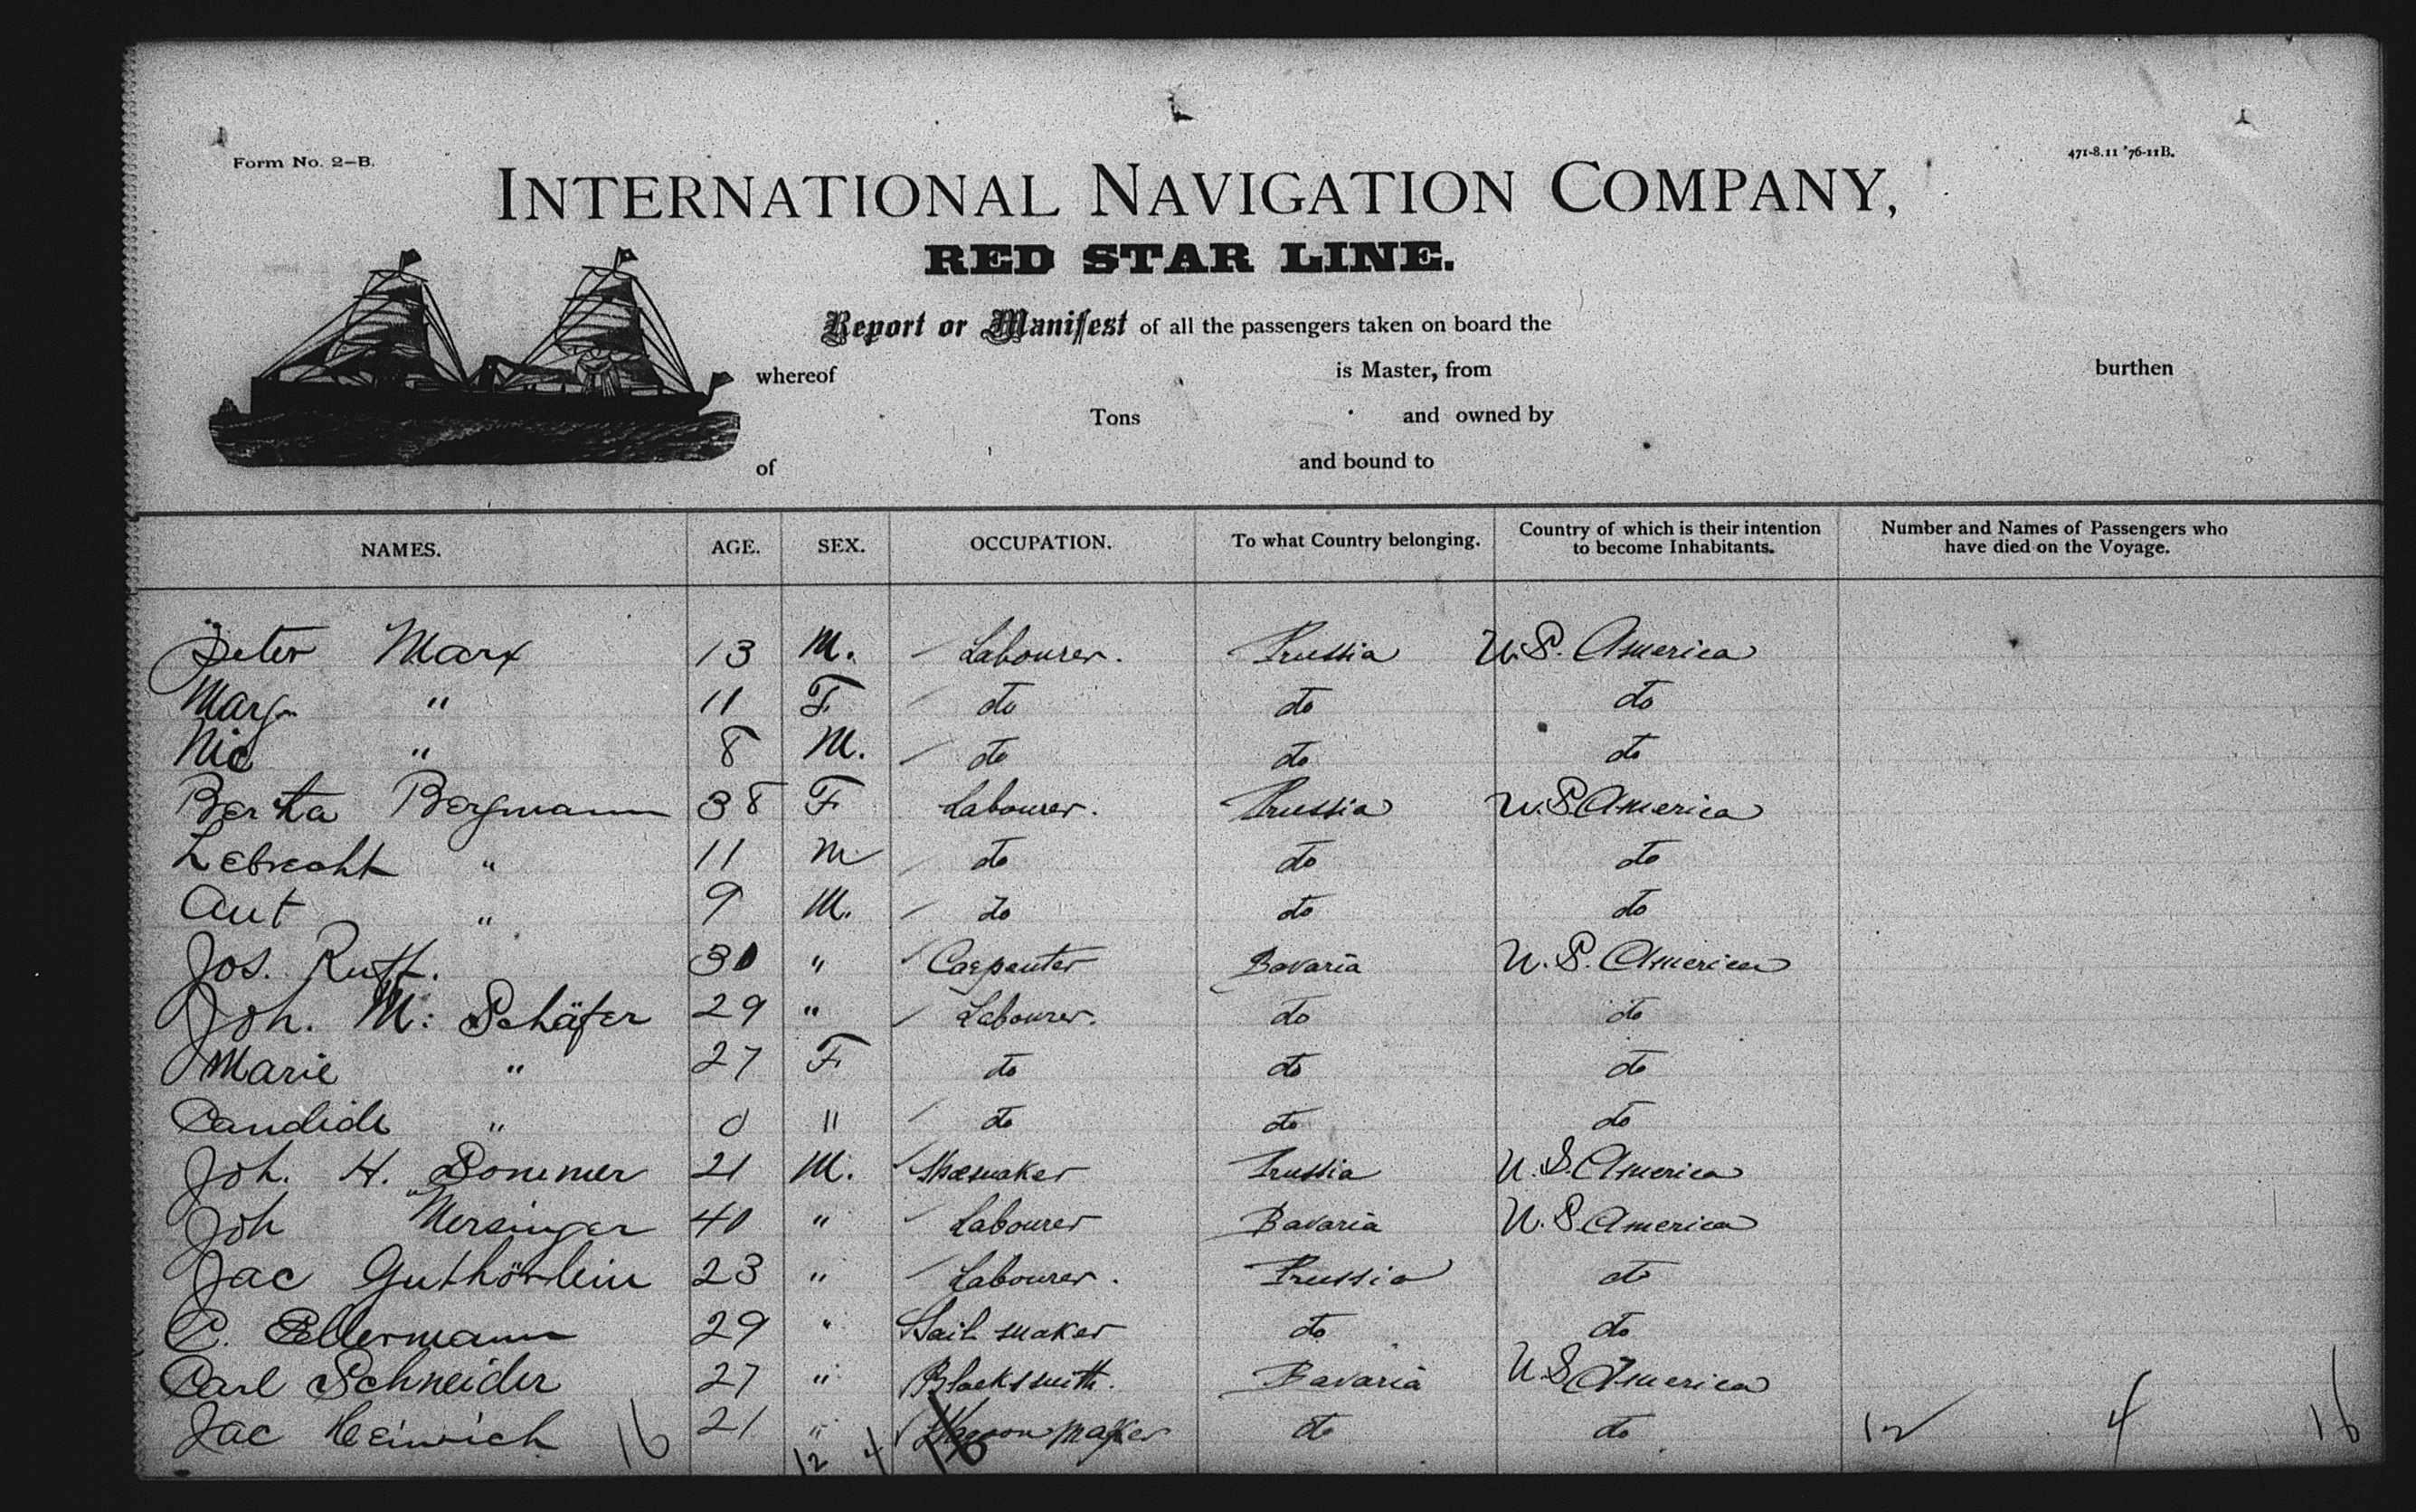 Form No. 2-B.
471-8.11 '76-11B.
INTERNATIONAL NAVIGATION COMPANY,
RED STAR LINE.
Report or Manifest of all the passengers taken on board the
whereof is Master, from burthen
Tons and owned by
of and bound to
NAMES. AGE. SEX. OCCUPATION. To what Country belonging. Country of which is their intention to become Inhabitants. Number and Names of Passengers who have died on the Voyage.
Peter Marx 13 M. Labourer. Prussia U.S. America
Marg " 11 F do do do
Nic " 8 M. do do do
Berta Bergmann 38 F Labourer. Prussia U.S. America
Lebrecht " 11 M do do do
Aut " 9 M. do do do
Jos. Ruff. 30 " Carpenter Bavaria U.S. America
Joh. M: Schäfer 29 " Labourer. do do
Marie " 27 F do do do
Candide " 0 " do do do
Joh. H. Sommer 21 M. Shoemaker Prussia U.S. America
Joh Mersinger 40 " Labourer Bavaria U.S. America
Jac Guthörlein 23 " Labourer. Prussia do
C. Ellermann 29 " Sail maker do do
Carl Schneider 27 " Blacksmith. Bavaria U.S. America
Jac Heinrich 16 21 " Wagoon maker do do 12 4 16
12 4 16